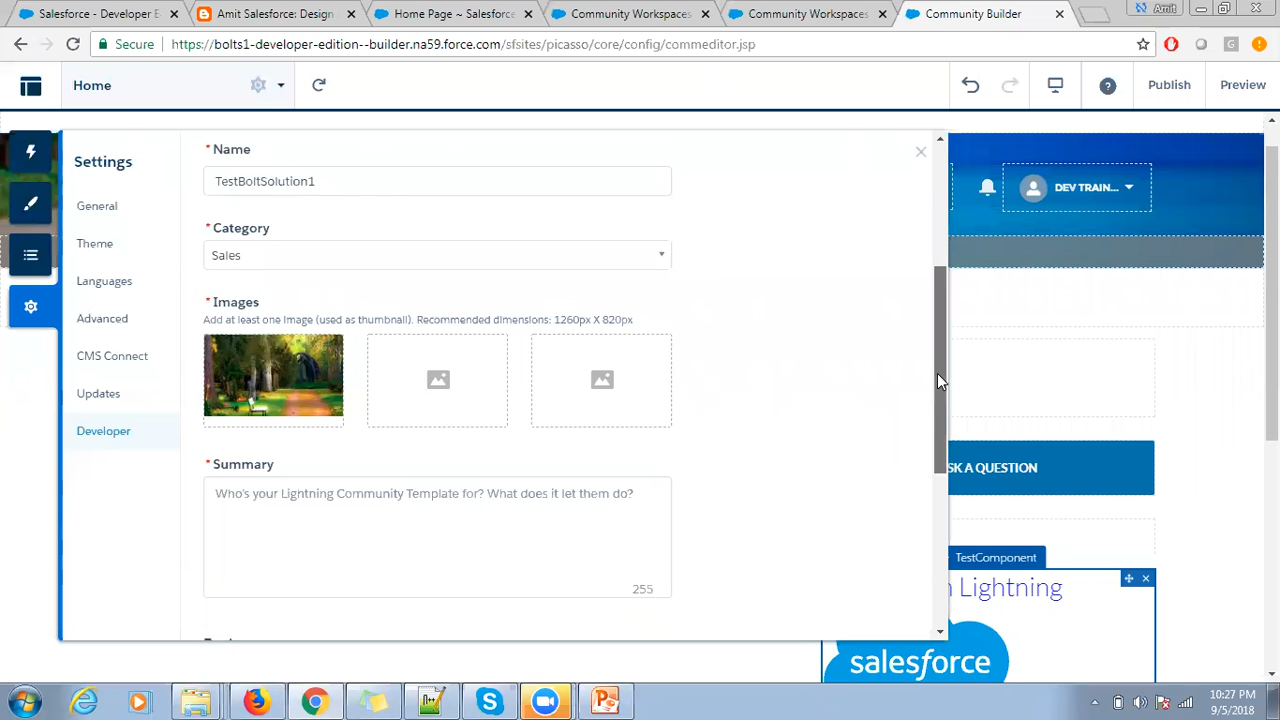 Salesforce - Developer E
Amit Salesforce: Design
Home Page ~ Salesforce
Community Workspaces
Community Workspaces
Community Builder
Amit
Secure
https://bolts1-developer-edition--builder.na59.force.com/sfsites/picasso/core/config/commeditor.jsp
Home
Publish
Preview
Settings
General
Theme
Languages
Advanced
CMS Connect
Updates
Developer
* Name
TestBoltSolution1
* Category
Sales
* Images
Add at least one image (used as thumbnail). Recommended dimensions: 1260px X 820px
* Summary
Who's your Lightning Community Template for? What does it let them do?
255
DEV TRAIN...
SK A QUESTION
TestComponent
n Lightning
salesforce
10:27 PM
9/5/2018